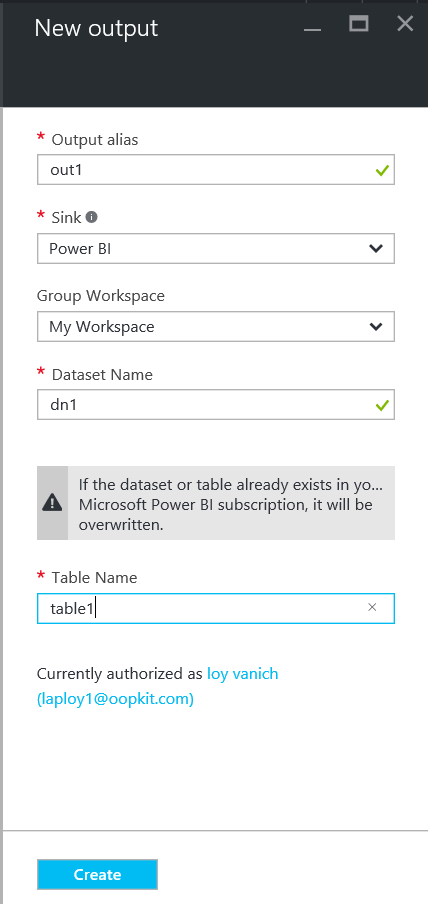 New output
* Output alias
out1
* Sink
Power BI
Group Workspace
My Workspace
* Dataset Name
dn1
If the dataset or table already exists in yo...
Microsoft Power BI subscription, it will be
overwritten.
* Table Name
table1
Currently authorized as loy vanich
(laploy1@oopkit.com)
Create